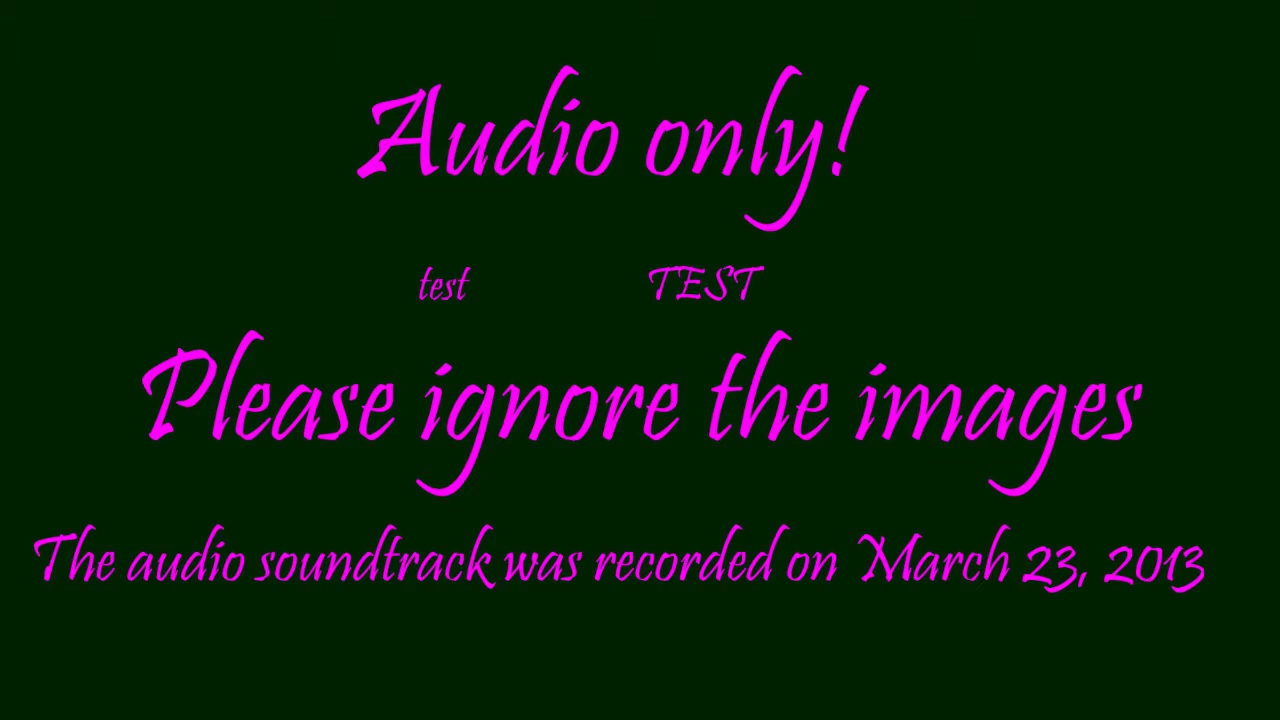 Audio only!
test TEST
Please ignore the images
The audio soundtrack was recorded on March 23, 2013